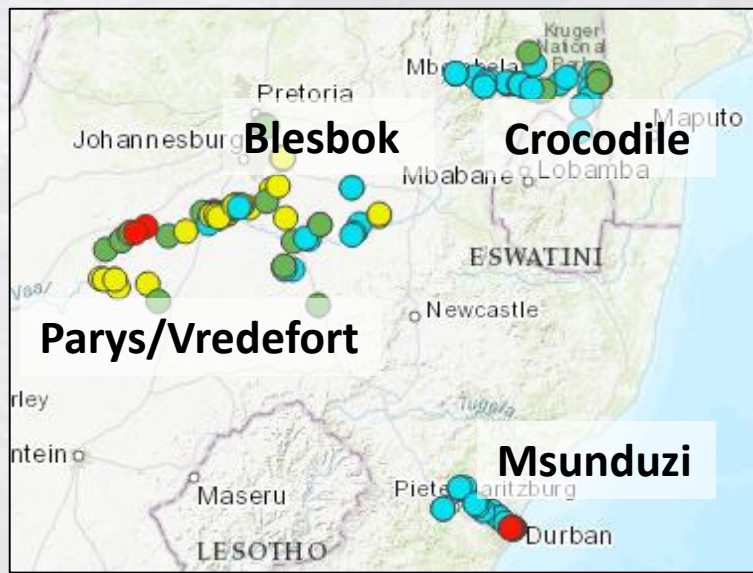 Kruger
National
Park
Mbombela
Pretoria
Johannesburg
Blesbok
Crocodile
Maputo
Mbabane
Lobamba
ESWATINI
Vaal
Newcastle
Parys/Vredefort
rley
Tugela
ntein
Msunduzi
Pietermaritzburg
Maseru
Durban
LESOTHO